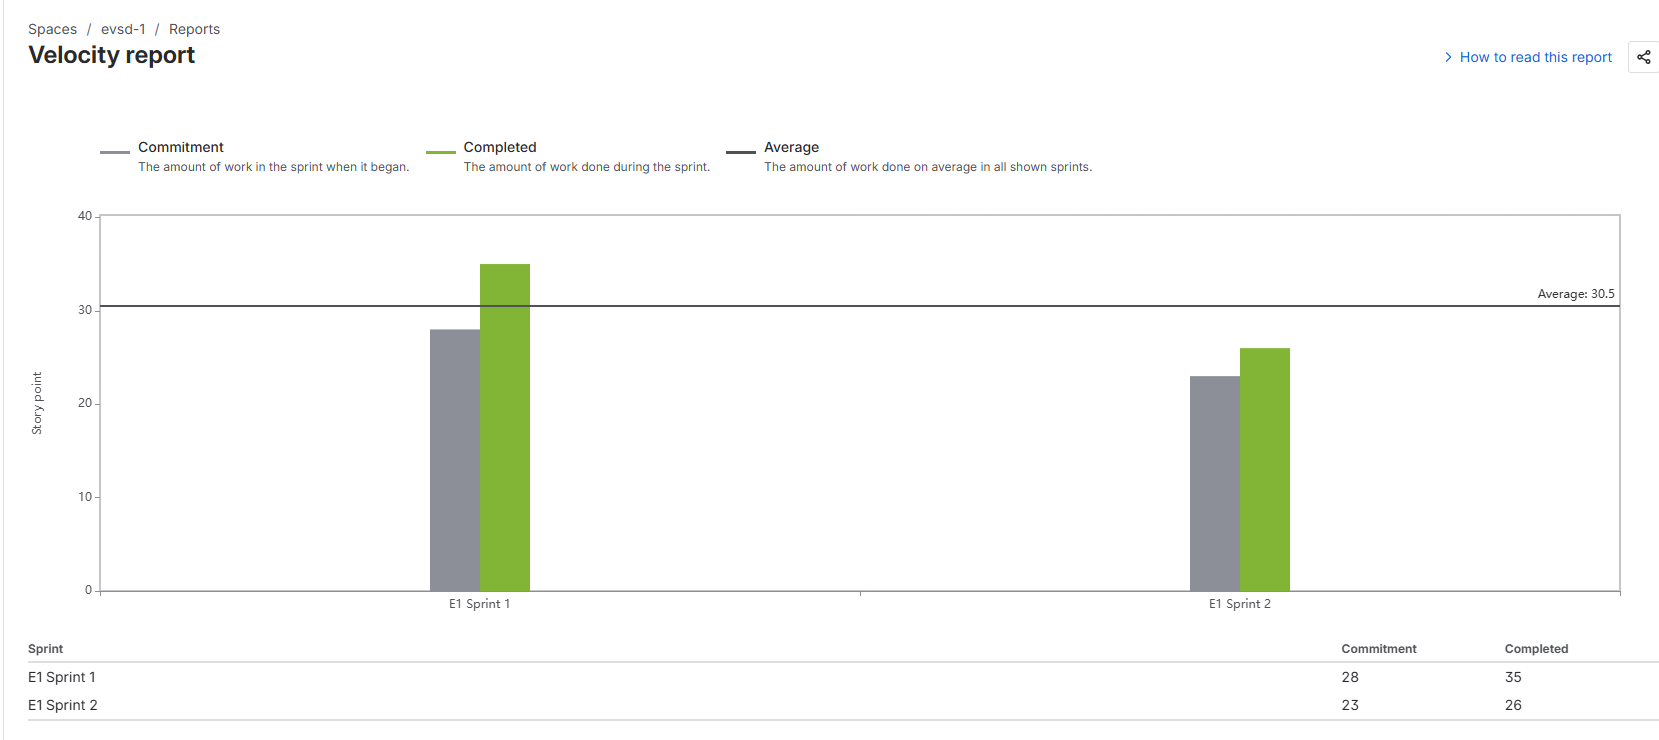 Spaces / evsd-1 / Reports
Velocity report
How to read this report
Commitment
The amount of work in the sprint when it began.
Completed
The amount of work done during the sprint.
Average
The amount of work done on average in all shown sprints.
40
30
20
10
0
Story point
Average: 30.5
E1 Sprint 1
E1 Sprint 2
Sprint Commitment Completed
E1 Sprint 1 28 35
E1 Sprint 2 23 26